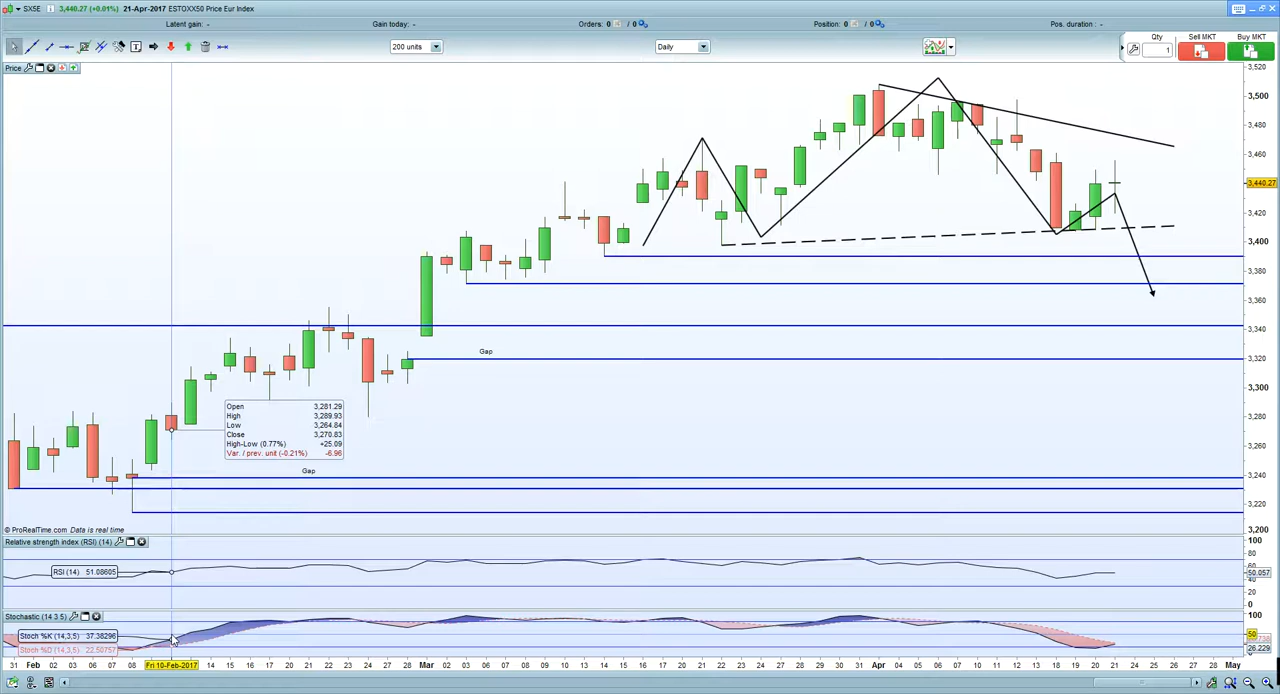 SX5E 3,440.27 (+0.01%) 21-Apr-2017 ESTOXX50 Price Eur Index
Latent gain: - Gain today: - Orders: 0 / 0 Position: 0 / 0 Pos. duration : -
200 units Daily Qty Sell MKT Buy MKT
1
Price
3,520
3,500
3,480
3,460
3,440.27
3,420
3,400
3,380
3,360
3,340
3,320
3,300
3,280
3,260
3,240
3,220
3,200
Gap
Open 3,281.29
High 3,289.93
Low 3,264.84
Close 3,270.83
High-Low (0.77%) +25.09
Var. / prev. unit (-0.21%) -6.96
Gap
© ProRealTime.com Data is real time
Relative strength index (RSI) (14)
100
80
60
RSI (14) 51.08605
50.057
40
20
0
Stochastic (14 3 5)
100
Stoch %K (14,3,5) 37.38296
50
Stoch %D (14,3,5) 22.50757
26.229
0
31 Feb 02 03 06 07 08 Fri 10-Feb-2017 14 15 16 17 20 21 22 23 24 27 28 Mar 02 03 06 07 08 09 10 13 14 15 16 17 20 21 22 23 24 27 28 29 30 31 Apr 04 05 06 07 10 11 12 13 18 19 20 21 24 25 26 27 28 May